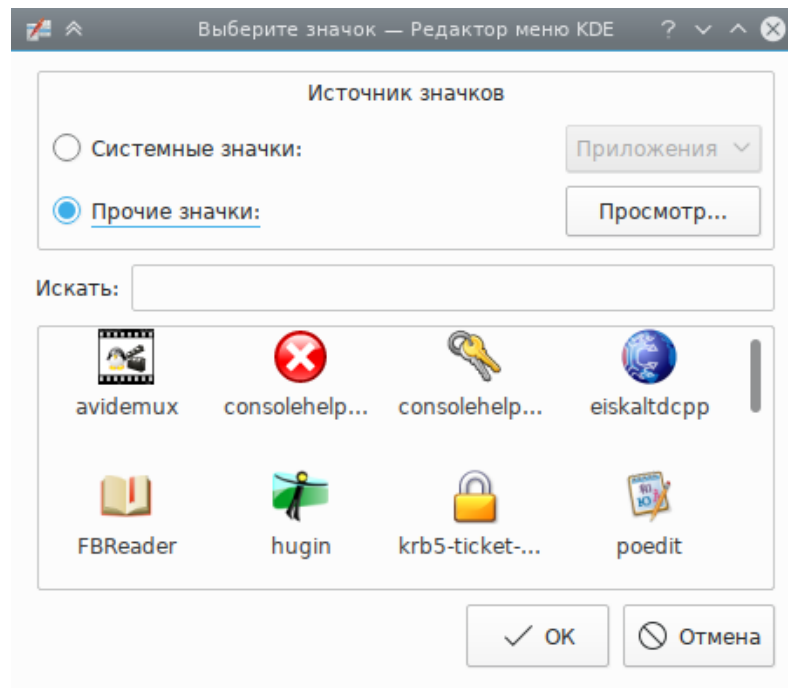 Выберите значок — Редактор меню KDE
Источник значков
Системные значки: Приложения
Прочие значки: Просмотр...
Искать:
avidemux consolehelp... consolehelp... eiskaltdcpp
FBReader hugin krb5-ticket-... poedit
ОК Отмена